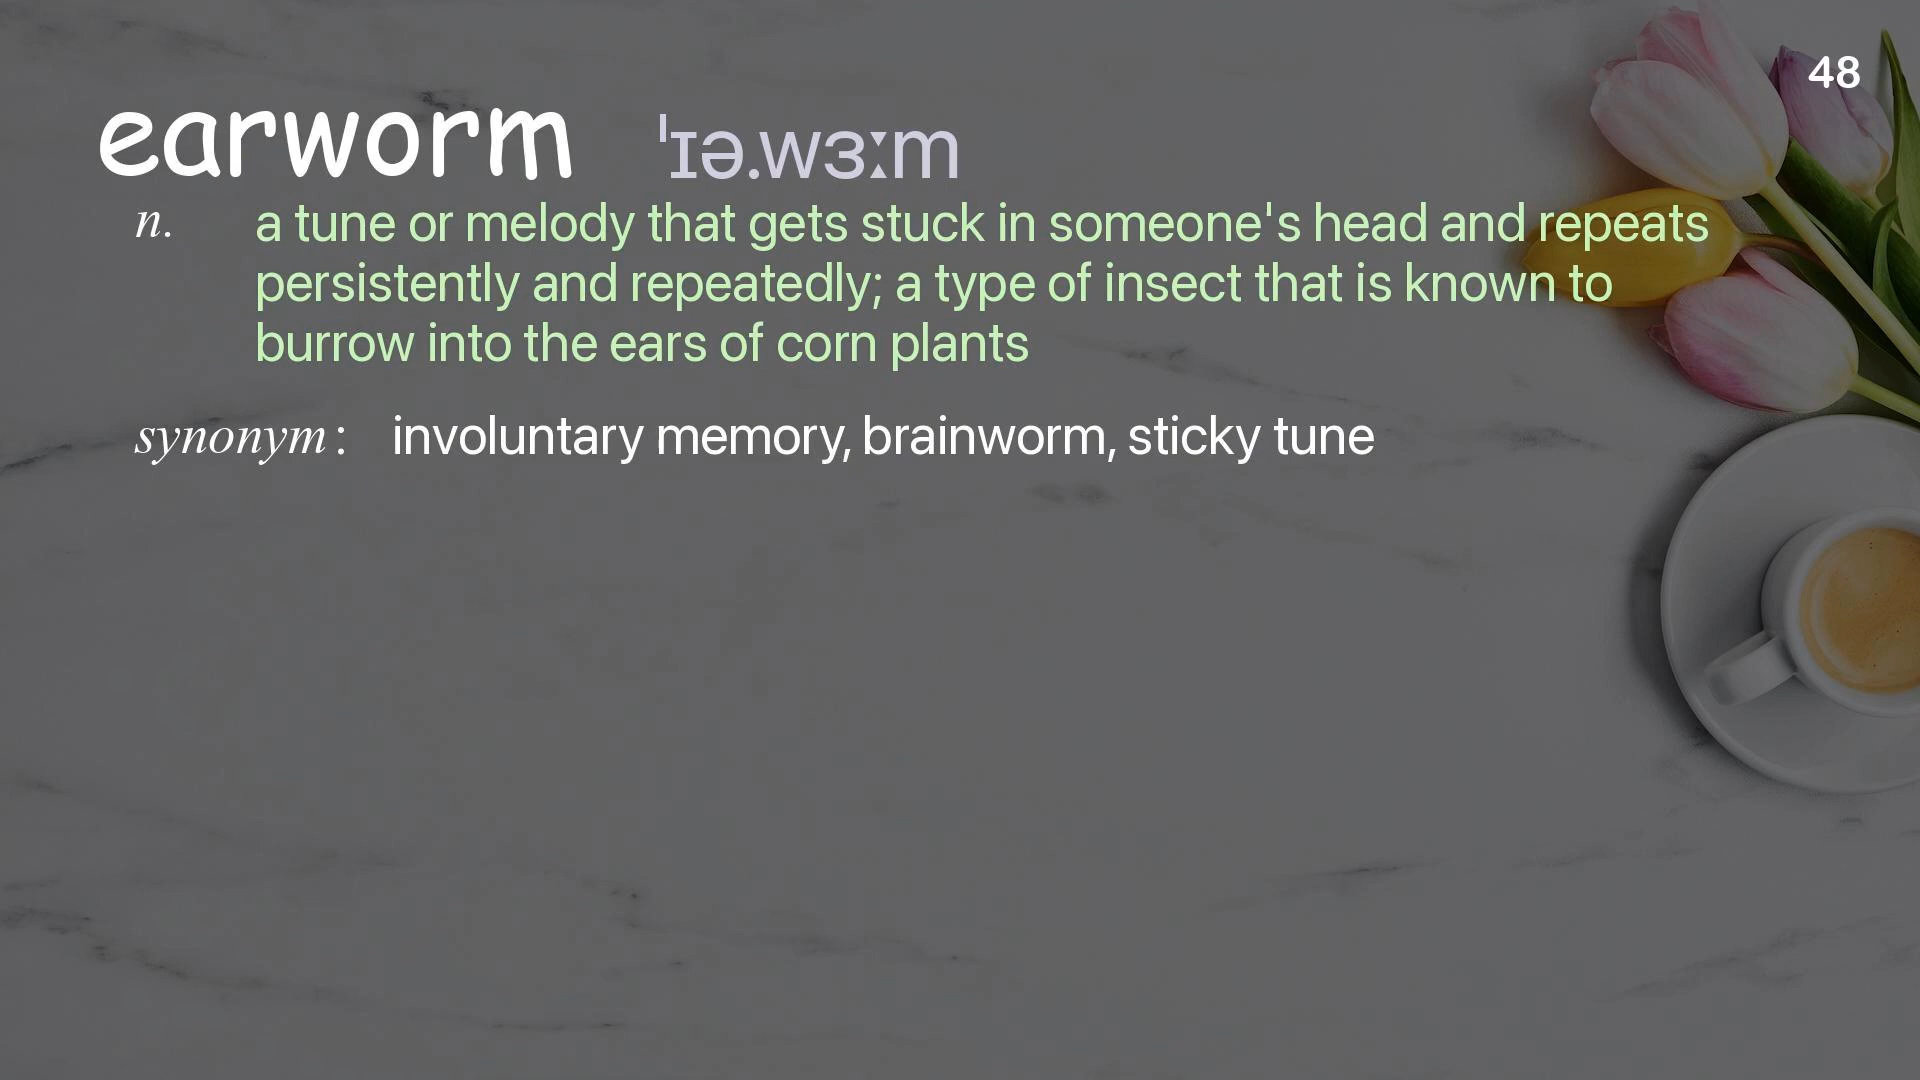 48
earworm ˈɪə.wɜːm
n. a tune or melody that gets stuck in someone's head and repeats
persistently and repeatedly; a type of insect that is known to
burrow into the ears of corn plants
synonym: involuntary memory, brainworm, sticky tune